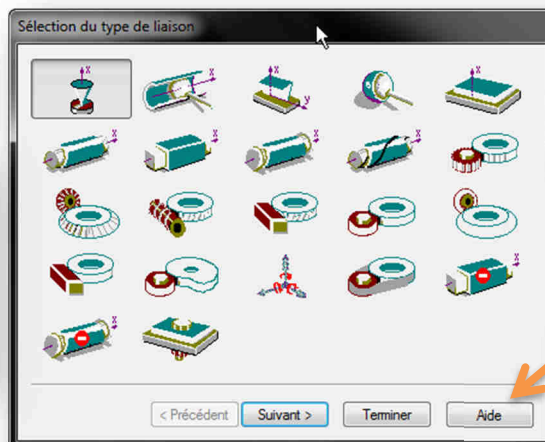 Sélection du type de liaison
x x x
y
x x x x
x
x
< Précédent Suivant > Terminer Aide